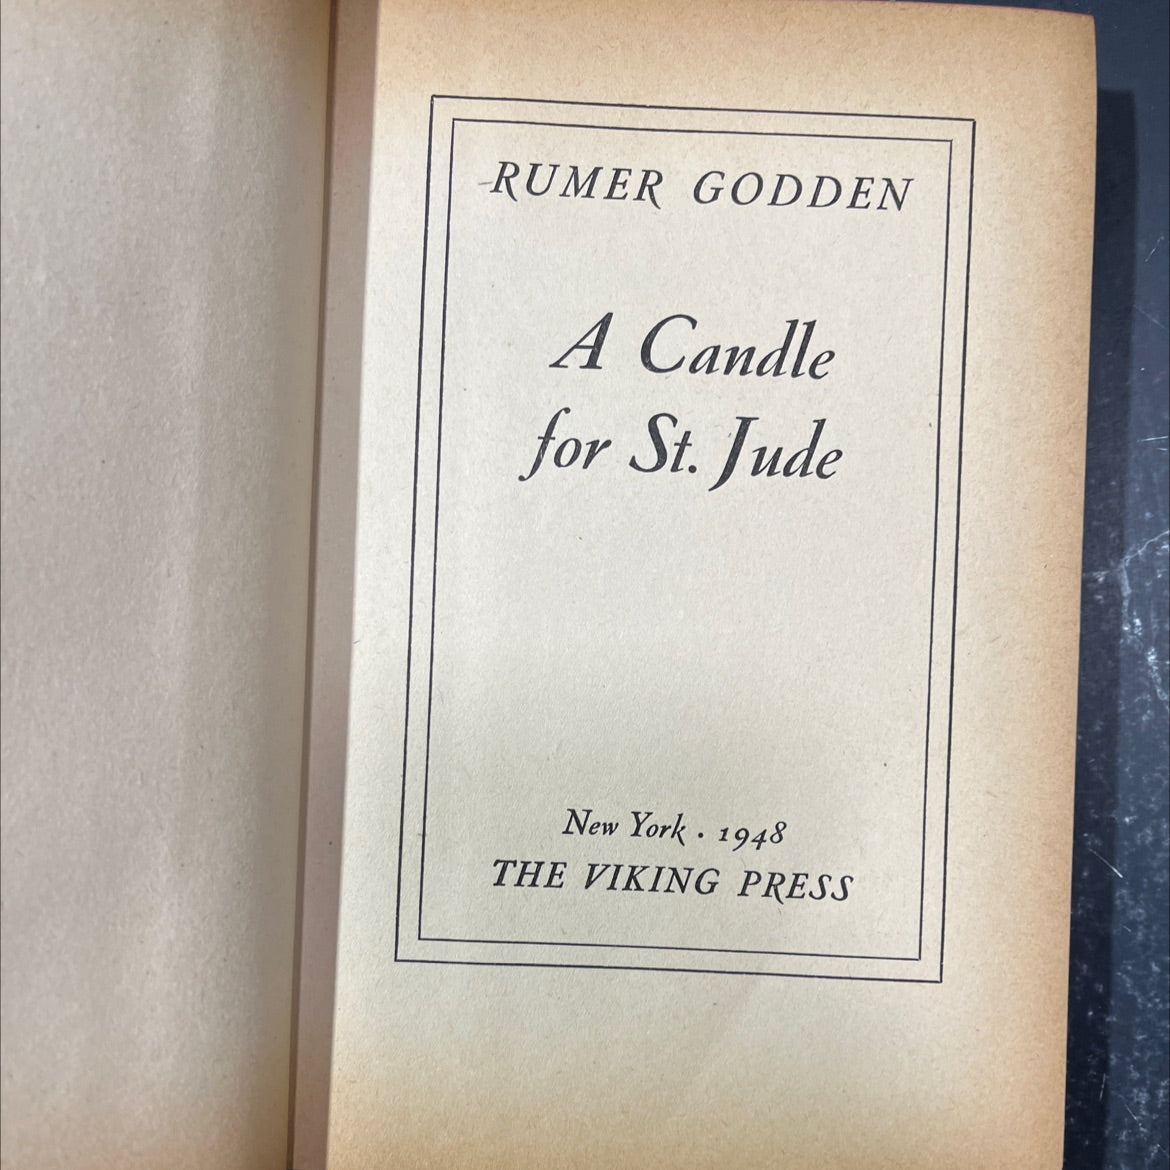 RUMER GODDEN
A Candle
for St. Jude
New York · 1948
THE VIKING PRESS